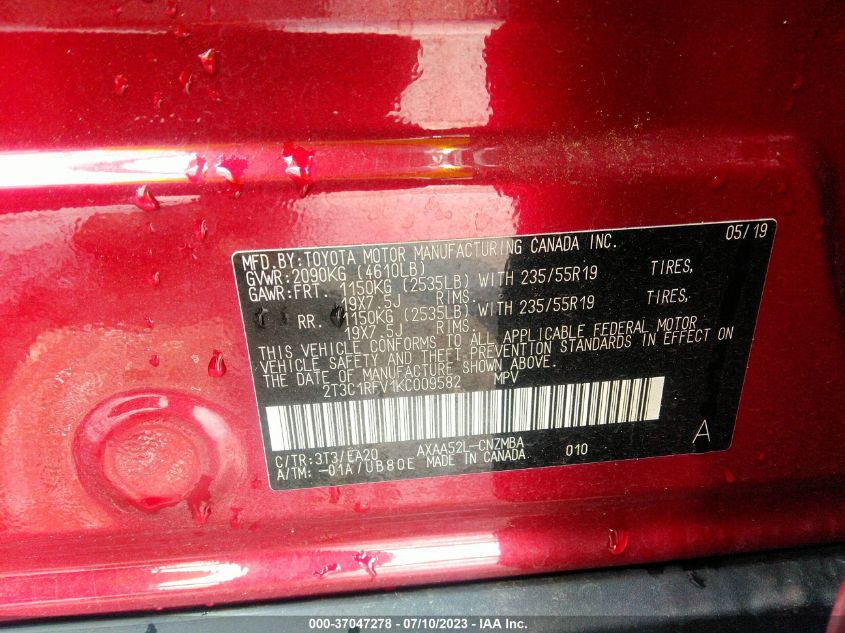 MFD.BY:TOYOTA MOTOR MANUFACTURING CANADA INC. 05/19
GVWR:2090KG (4610LB)
GAWR:FRT. 1150KG (2535LB) WITH 235/55R19 TIRES,
19X7.5J RIMS.
RR. 1150KG (2535LB) WITH 235/55R19 TIRES,
19X7.5J RIMS.
THIS VEHICLE CONFORMS TO ALL APPLICABLE FEDERAL MOTOR
VEHICLE SAFETY AND THEFT PREVENTION STANDARDS IN EFFECT ON
THE DATE OF MANUFACTURE SHOWN ABOVE.
2T3C1RFV1KC009582 MPV
C/TR:3T3/EA20 AXAA52L-CNZMBA 010 A
A/TM:-01A/UB80E MADE IN CANADA
000-37047278 - 07/10/2023 - IAA Inc.